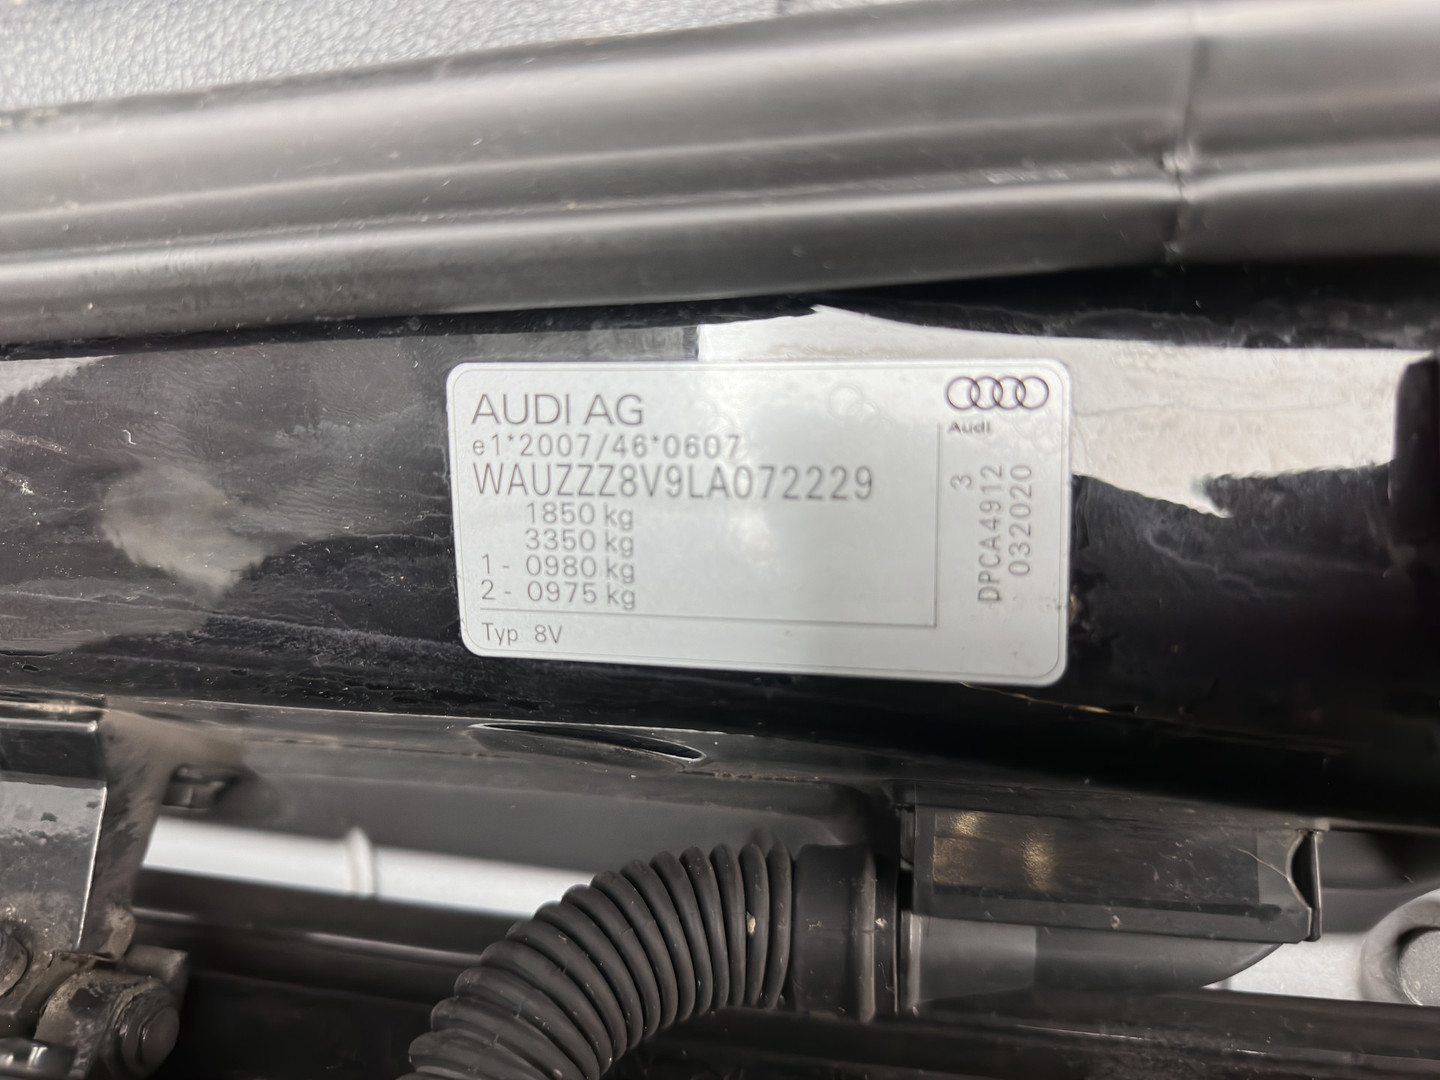 AUDI AG
e1*2007/46*0607
WAUZZZ8V9LA072229
1850 kg
3350 kg
1 - 0980 kg
2 - 0975 kg
Typ 8V
Audi
3
DPCA4912
032020